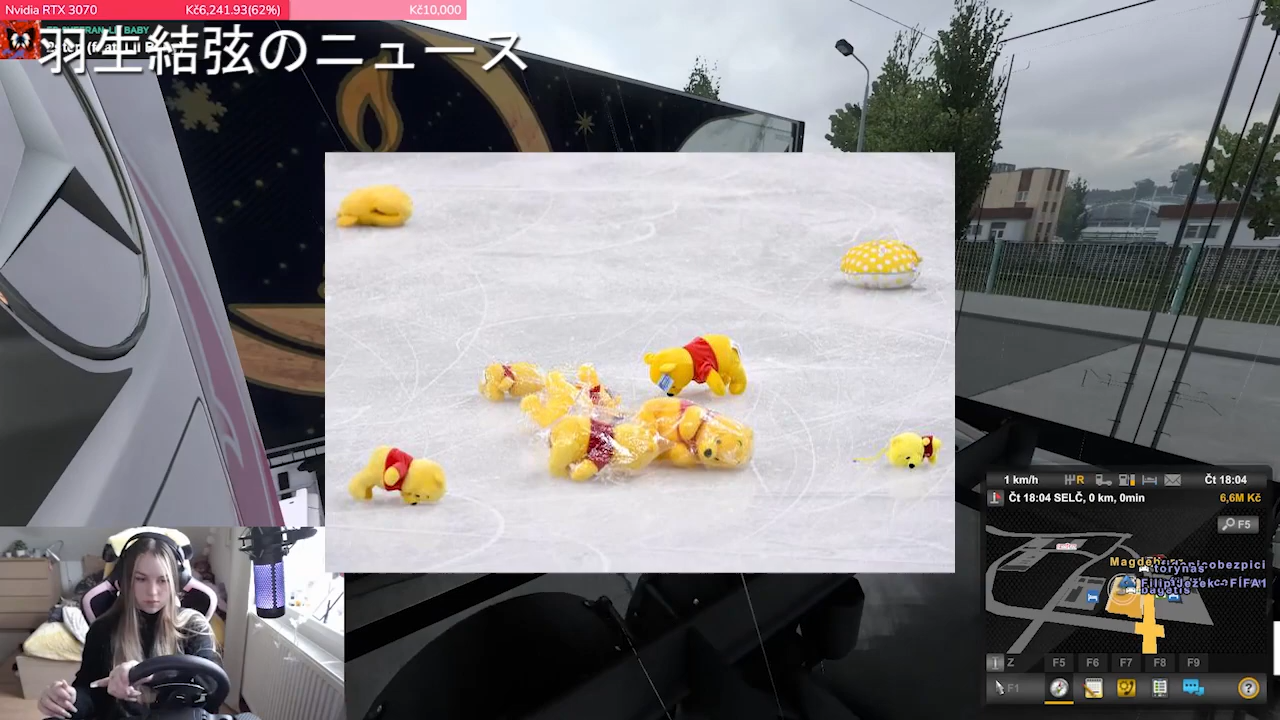 Nvidia RTX 3070
Kč6,241.93(62%)
Kč10,000
羽生結弦のニュース
1 km/h
R
Čt 18:04
Čt 18:04 SELČ, 0 km, 0min
6,6M Kč
F5
Z
F5
F6
F7
F8
F9
F1
?